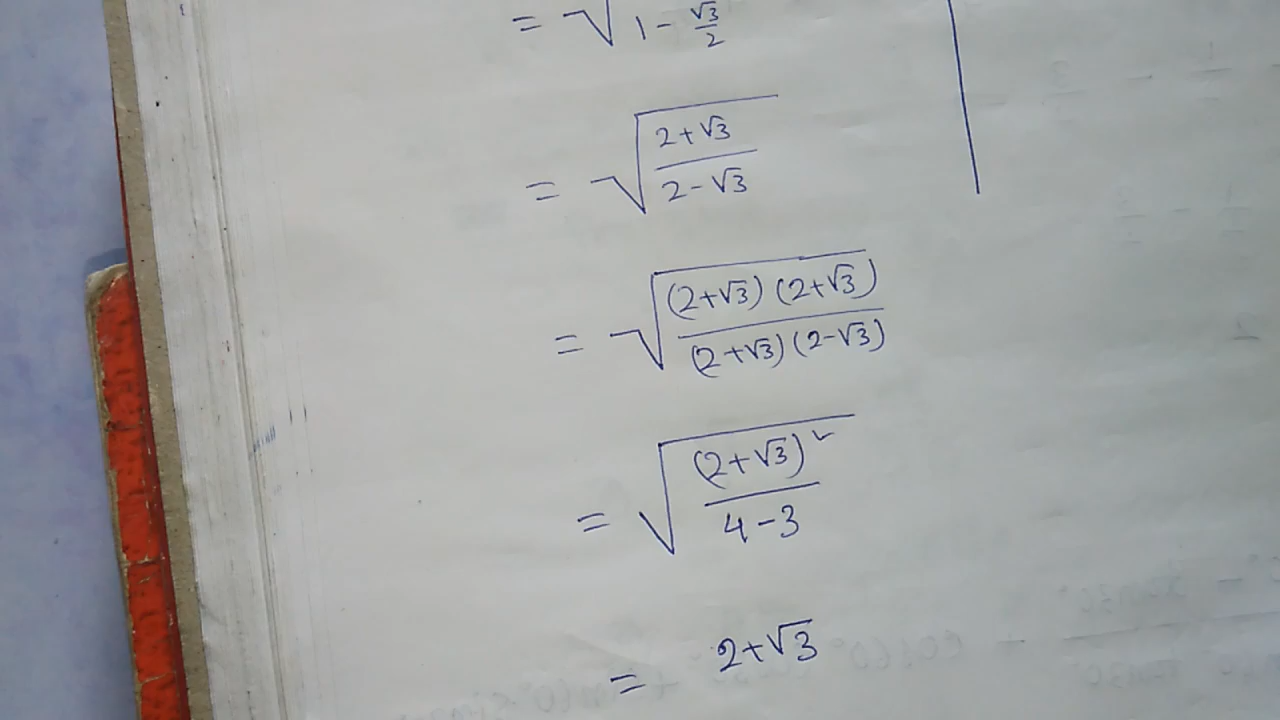 = √ 1 - √3/2
= √((2+√3)/(2-√3))
= √((2+√3)(2+√3)/(2+√3)(2-√3))
= √((2+√3)²/(4-3))
= 2+√3